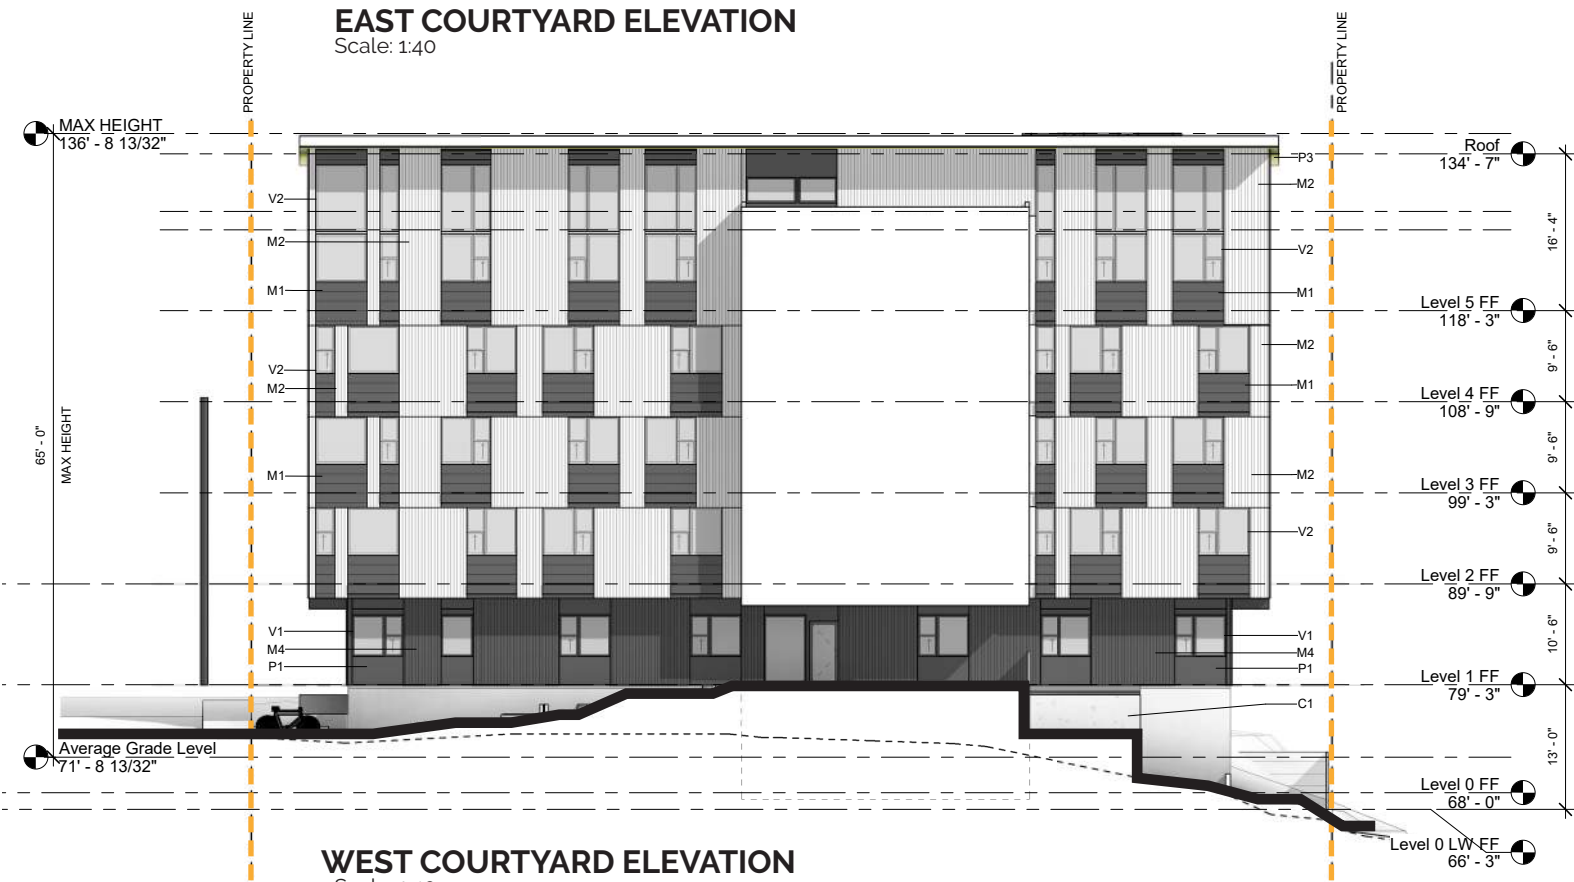 EAST COURTYARD ELEVATION
Scale: 1:40
PROPERTY LINE
PROPERTY LINE
MAX HEIGHT
136' - 8 13/32"
Roof
134' - 7"
P3
M2
V2
M2
V2
M1
M1
16' - 4"
Level 5 FF
118' - 3"
M2
V2
M2
M1
9' - 6"
Level 4 FF
108' - 9"
65' - 0"
MAX HEIGHT
M1
M2
9' - 6"
Level 3 FF
99' - 3"
V2
9' - 6"
Level 2 FF
89' - 9"
V1
M4
P1
V1
M4
P1
10' - 6"
Level 1 FF
79' - 3"
C1
Average Grade Level
71' - 8 13/32"
13' - 0"
Level 0 FF
68' - 0"
Level 0 LW FF
66' - 3"
WEST COURTYARD ELEVATION